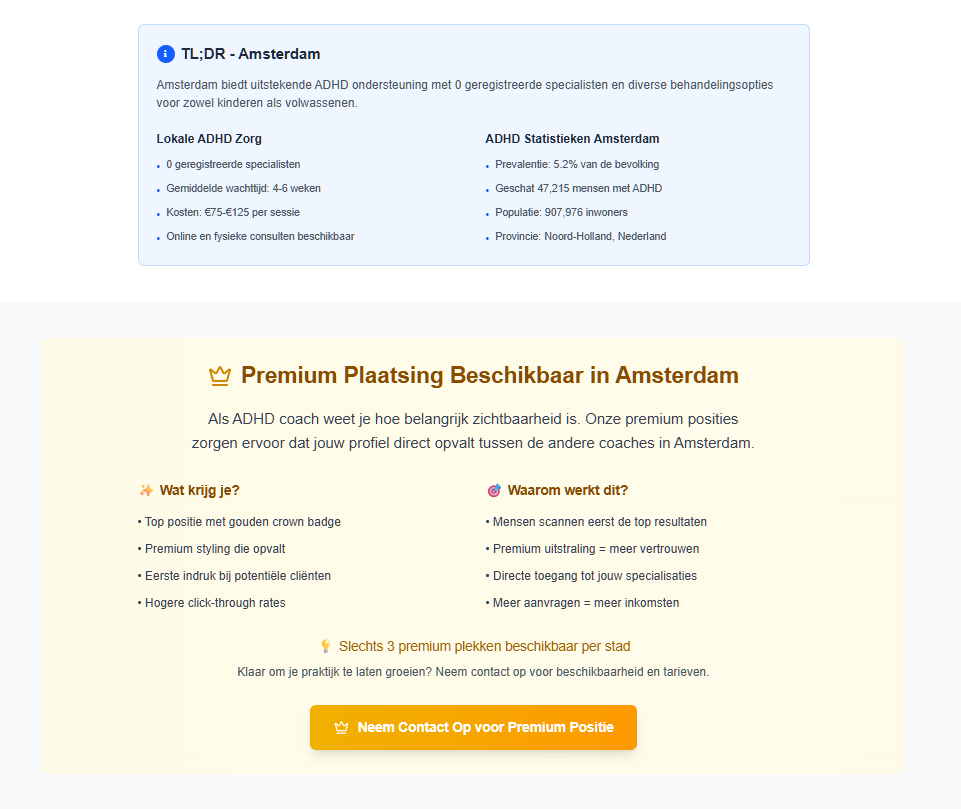 TL;DR - Amsterdam
Amsterdam biedt uitstekende ADHD ondersteuning met 0 geregistreerde specialisten en diverse behandelingsopties
voor zowel kinderen als volwassenen.
Lokale ADHD Zorg
• 0 geregistreerde specialisten
• Gemiddelde wachttijd: 4-6 weken
• Kosten: €75-€125 per sessie
• Online en fysieke consulten beschikbaar
ADHD Statistieken Amsterdam
• Prevalentie: 5.2% van de bevolking
• Geschat 47,215 mensen met ADHD
• Populatie: 907,976 inwoners
• Provincie: Noord-Holland, Nederland
Premium Plaatsing Beschikbaar in Amsterdam
Als ADHD coach weet je hoe belangrijk zichtbaarheid is. Onze premium posities
zorgen ervoor dat jouw profiel direct opvalt tussen de andere coaches in Amsterdam.
✨ Wat krijg je?
• Top positie met gouden crown badge
• Premium styling die opvalt
• Eerste indruk bij potentiële cliënten
• Hogere click-through rates
🎯 Waarom werkt dit?
• Mensen scannen eerst de top resultaten
• Premium uitstraling = meer vertrouwen
• Directe toegang tot jouw specialisaties
• Meer aanvragen = meer inkomsten
💡 Slechts 3 premium plekken beschikbaar per stad
Klaar om je praktijk te laten groeien? Neem contact op voor beschikbaarheid en tarieven.
Neem Contact Op voor Premium Positie